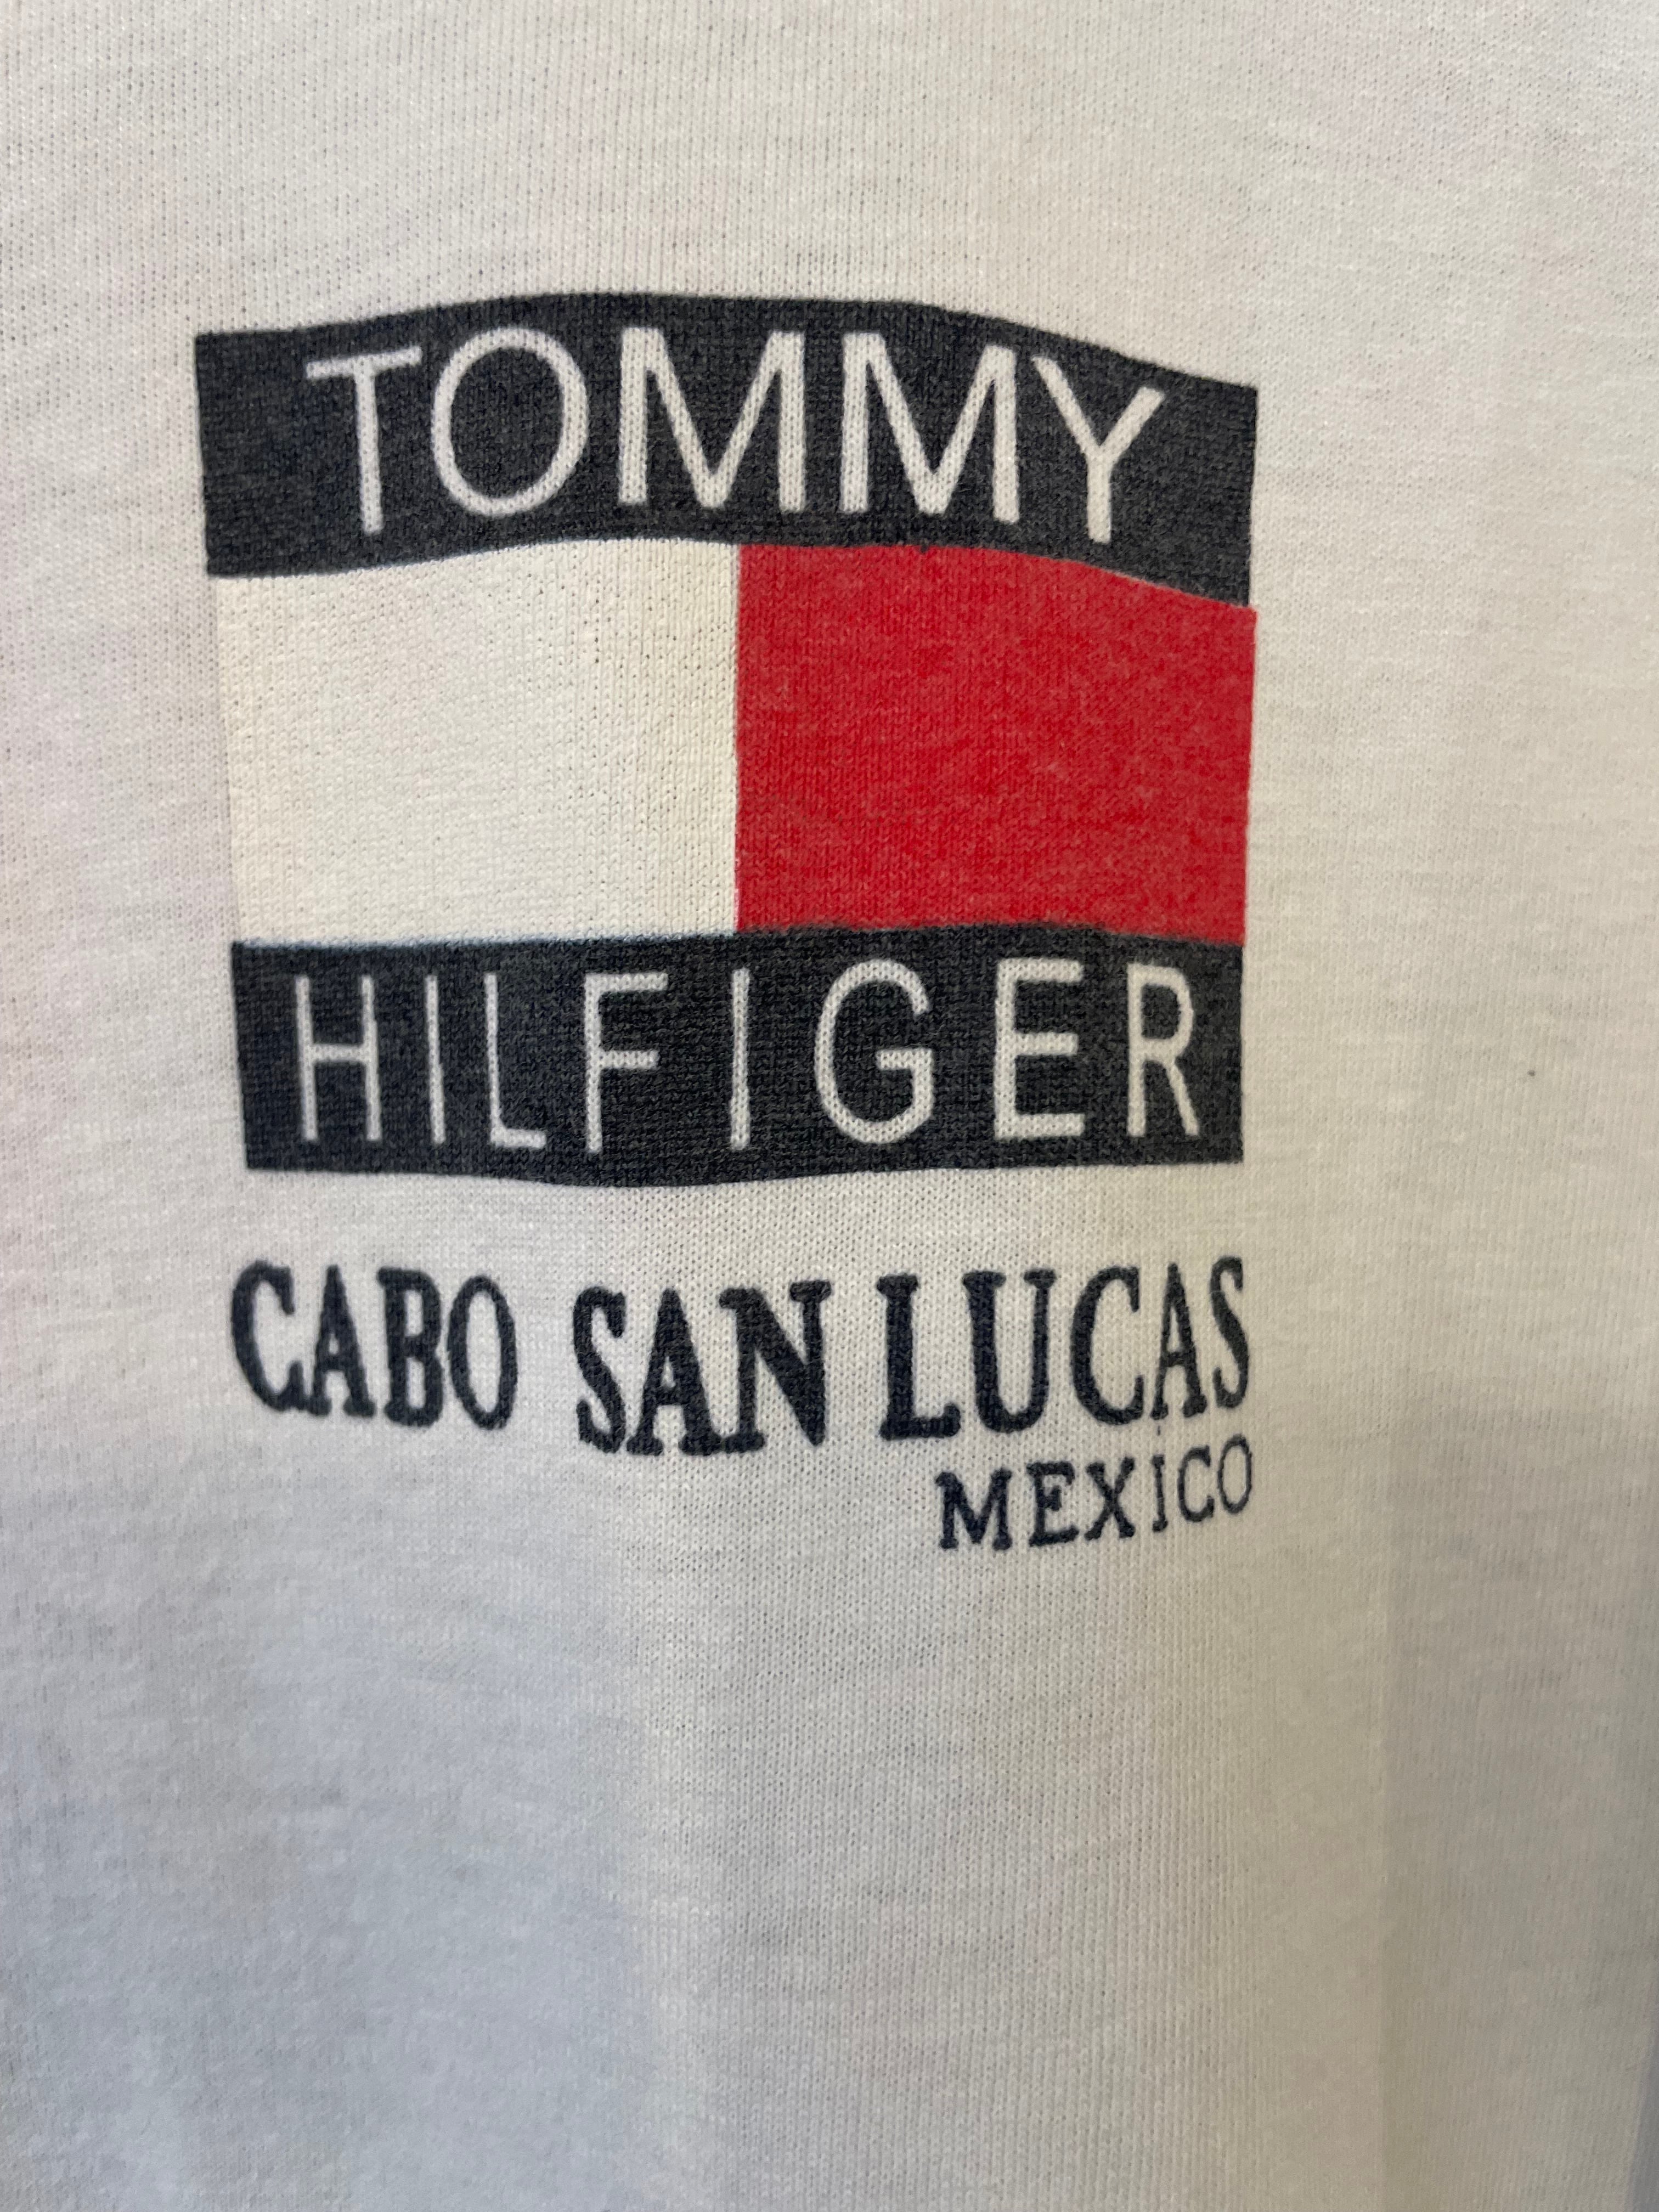 TOMMY
HILFIGER
CABO SAN LUCAS
MEXICO